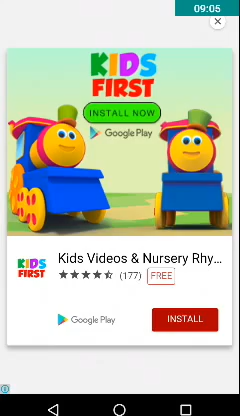 09:05
KIDS
FIRST
INSTALL NOW
Google Play
KIDS
FIRST
Kids Videos & Nursery Rhy...
(177) FREE
Google Play
INSTALL